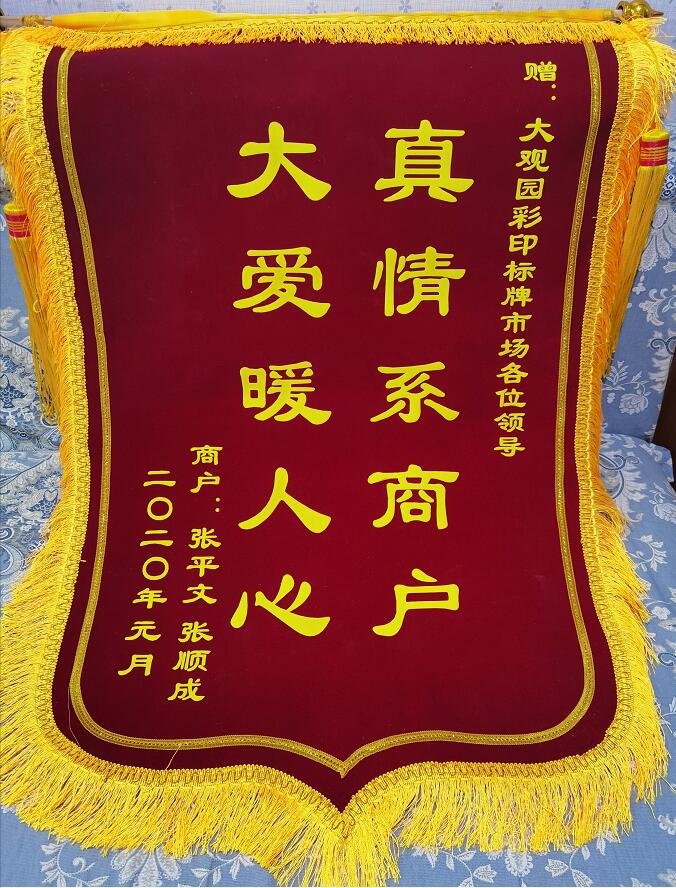 赠：大观园彩印标牌市场各位领导
真情系商户
大爱暖人心
商户：张平文 张顺成
二〇二〇年元月